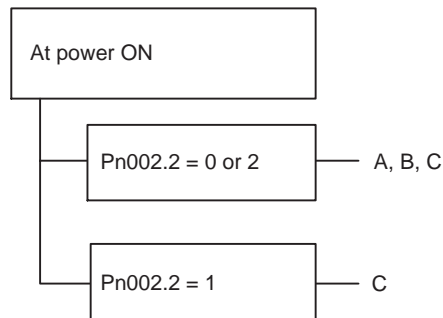 At power ON
Pn002.2 = 0 or 2
A, B, C
Pn002.2 = 1
C